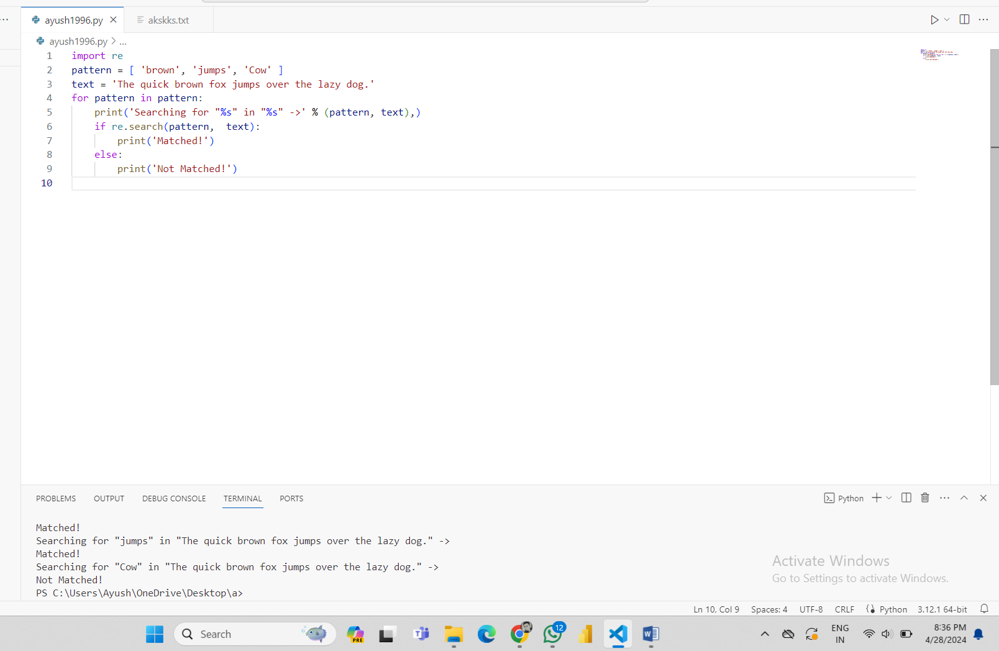 ayush1996.py
akskks.txt
ayush1996.py > ...
1 import re
2 pattern = [ 'brown', 'jumps', 'Cow' ]
3 text = 'The quick brown fox jumps over the lazy dog.'
4 for pattern in pattern:
5     print('Searching for "%s" in "%s" ->' % (pattern, text),)
6     if re.search(pattern,  text):
7         print('Matched!')
8     else:
9         print('Not Matched!')
10
PROBLEMS OUTPUT DEBUG CONSOLE TERMINAL PORTS
Python
Matched!
Searching for "jumps" in "The quick brown fox jumps over the lazy dog." ->
Matched!
Searching for "Cow" in "The quick brown fox jumps over the lazy dog." ->
Not Matched!
PS C:\Users\Ayush\OneDrive\Desktop\a>
Activate Windows
Go to Settings to activate Windows.
Ln 10, Col 9 Spaces: 4 UTF-8 CRLF Python 3.12.1 64-bit
Search
PRE
12
ENG
IN
8:36 PM
4/28/2024